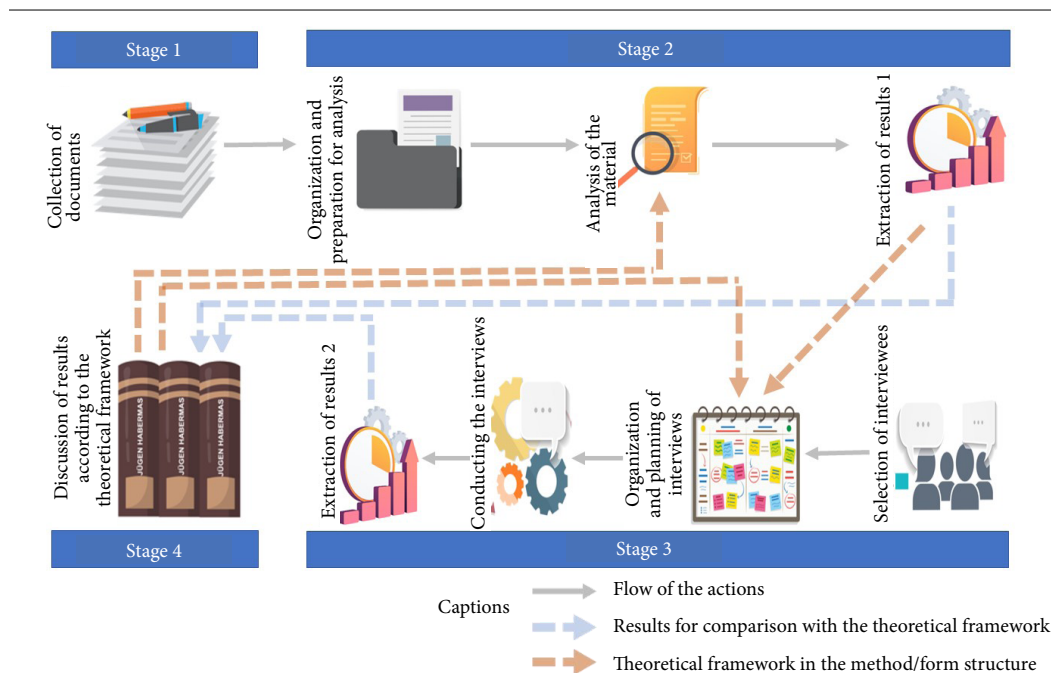 Stage 1
Stage 2
Collection of
documents
Organization and
preparation for analysis
Analysis of the
material
Extraction of results 1
Discussion of results
according to the
theoretical framework
JÜGEN HABERMAS
JÜGEN HABERMAS
JÜGEN HABERMAS
Extraction of results 2
Conducting the interviews
Organization
and planning of
interviews
Selection of interviewees
Stage 4
Stage 3
Captions
Flow of the actions
Results for comparison with the theoretical framework
Theoretical framework in the method/form structure